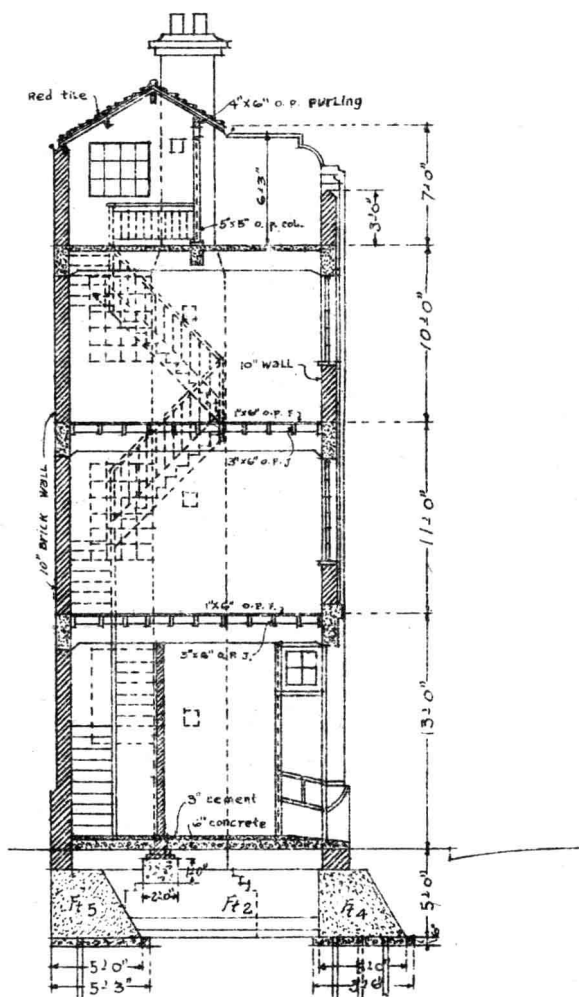 Red tile
4"x6" O.P. purling
6'-3"
7'-0"
3'-0"
5"x5" O.P. col.
10'-0"
10" WALL
1"x6" O.P. F.
3"x6" O.P. J.
10" BRICK WALL
11'-0"
1"x6" O.P. F.
3"x6" O.P. J.
13'-0"
3" cement
6" concrete
1'-0"
2'-0"
Ft 5
Ft 2
Ft 4
5'-0"
6"
5'-0"
5'-3"